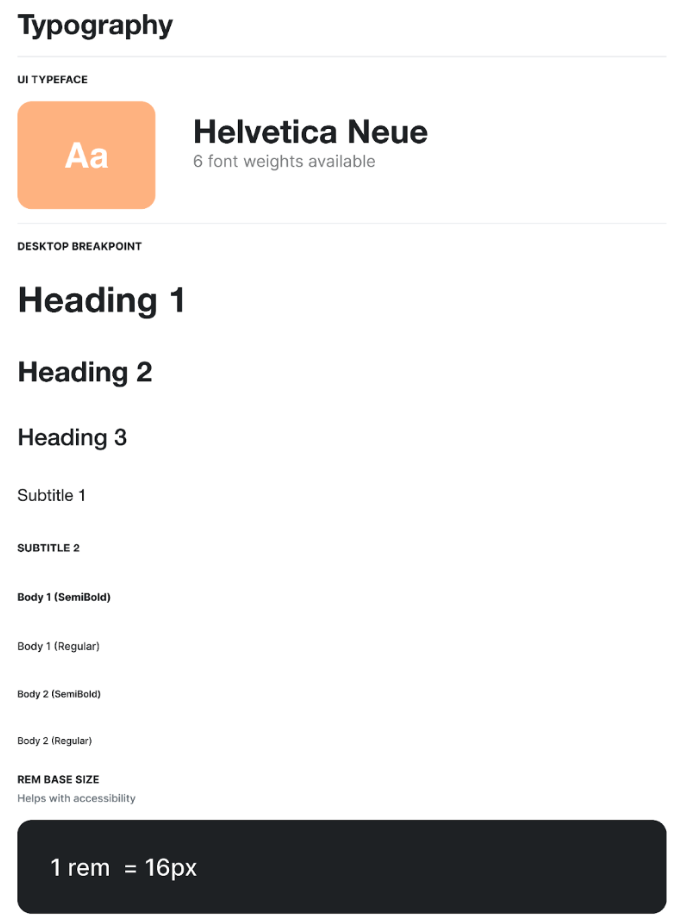 Typography
UI TYPEFACE
Aa
Helvetica Neue
6 font weights available
DESKTOP BREAKPOINT
Heading 1
Heading 2
Heading 3
Subtitle 1
SUBTITLE 2
Body 1 (SemiBold)
Body 1 (Regular)
Body 2 (SemiBold)
Body 2 (Regular)
REM BASE SIZE
Helps with accessibility
1 rem = 16px